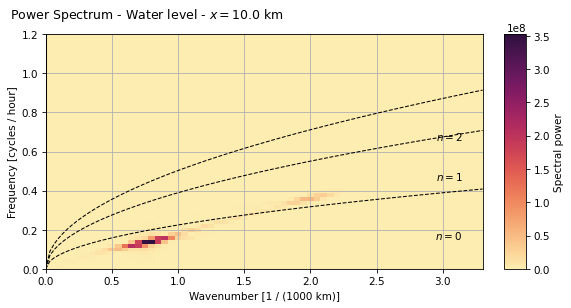 Power Spectrum - Water level - x = 10.0 km
1e8
1.2
1.0
0.8
0.6
0.4
0.2
0.0
Frequency [cycles / hour]
n = 2
n = 1
n = 0
0.0 0.5 1.0 1.5 2.0 2.5 3.0
Wavenumber [1 / (1000 km)]
3.5
3.0
2.5
2.0
1.5
1.0
0.5
0.0
Spectral power